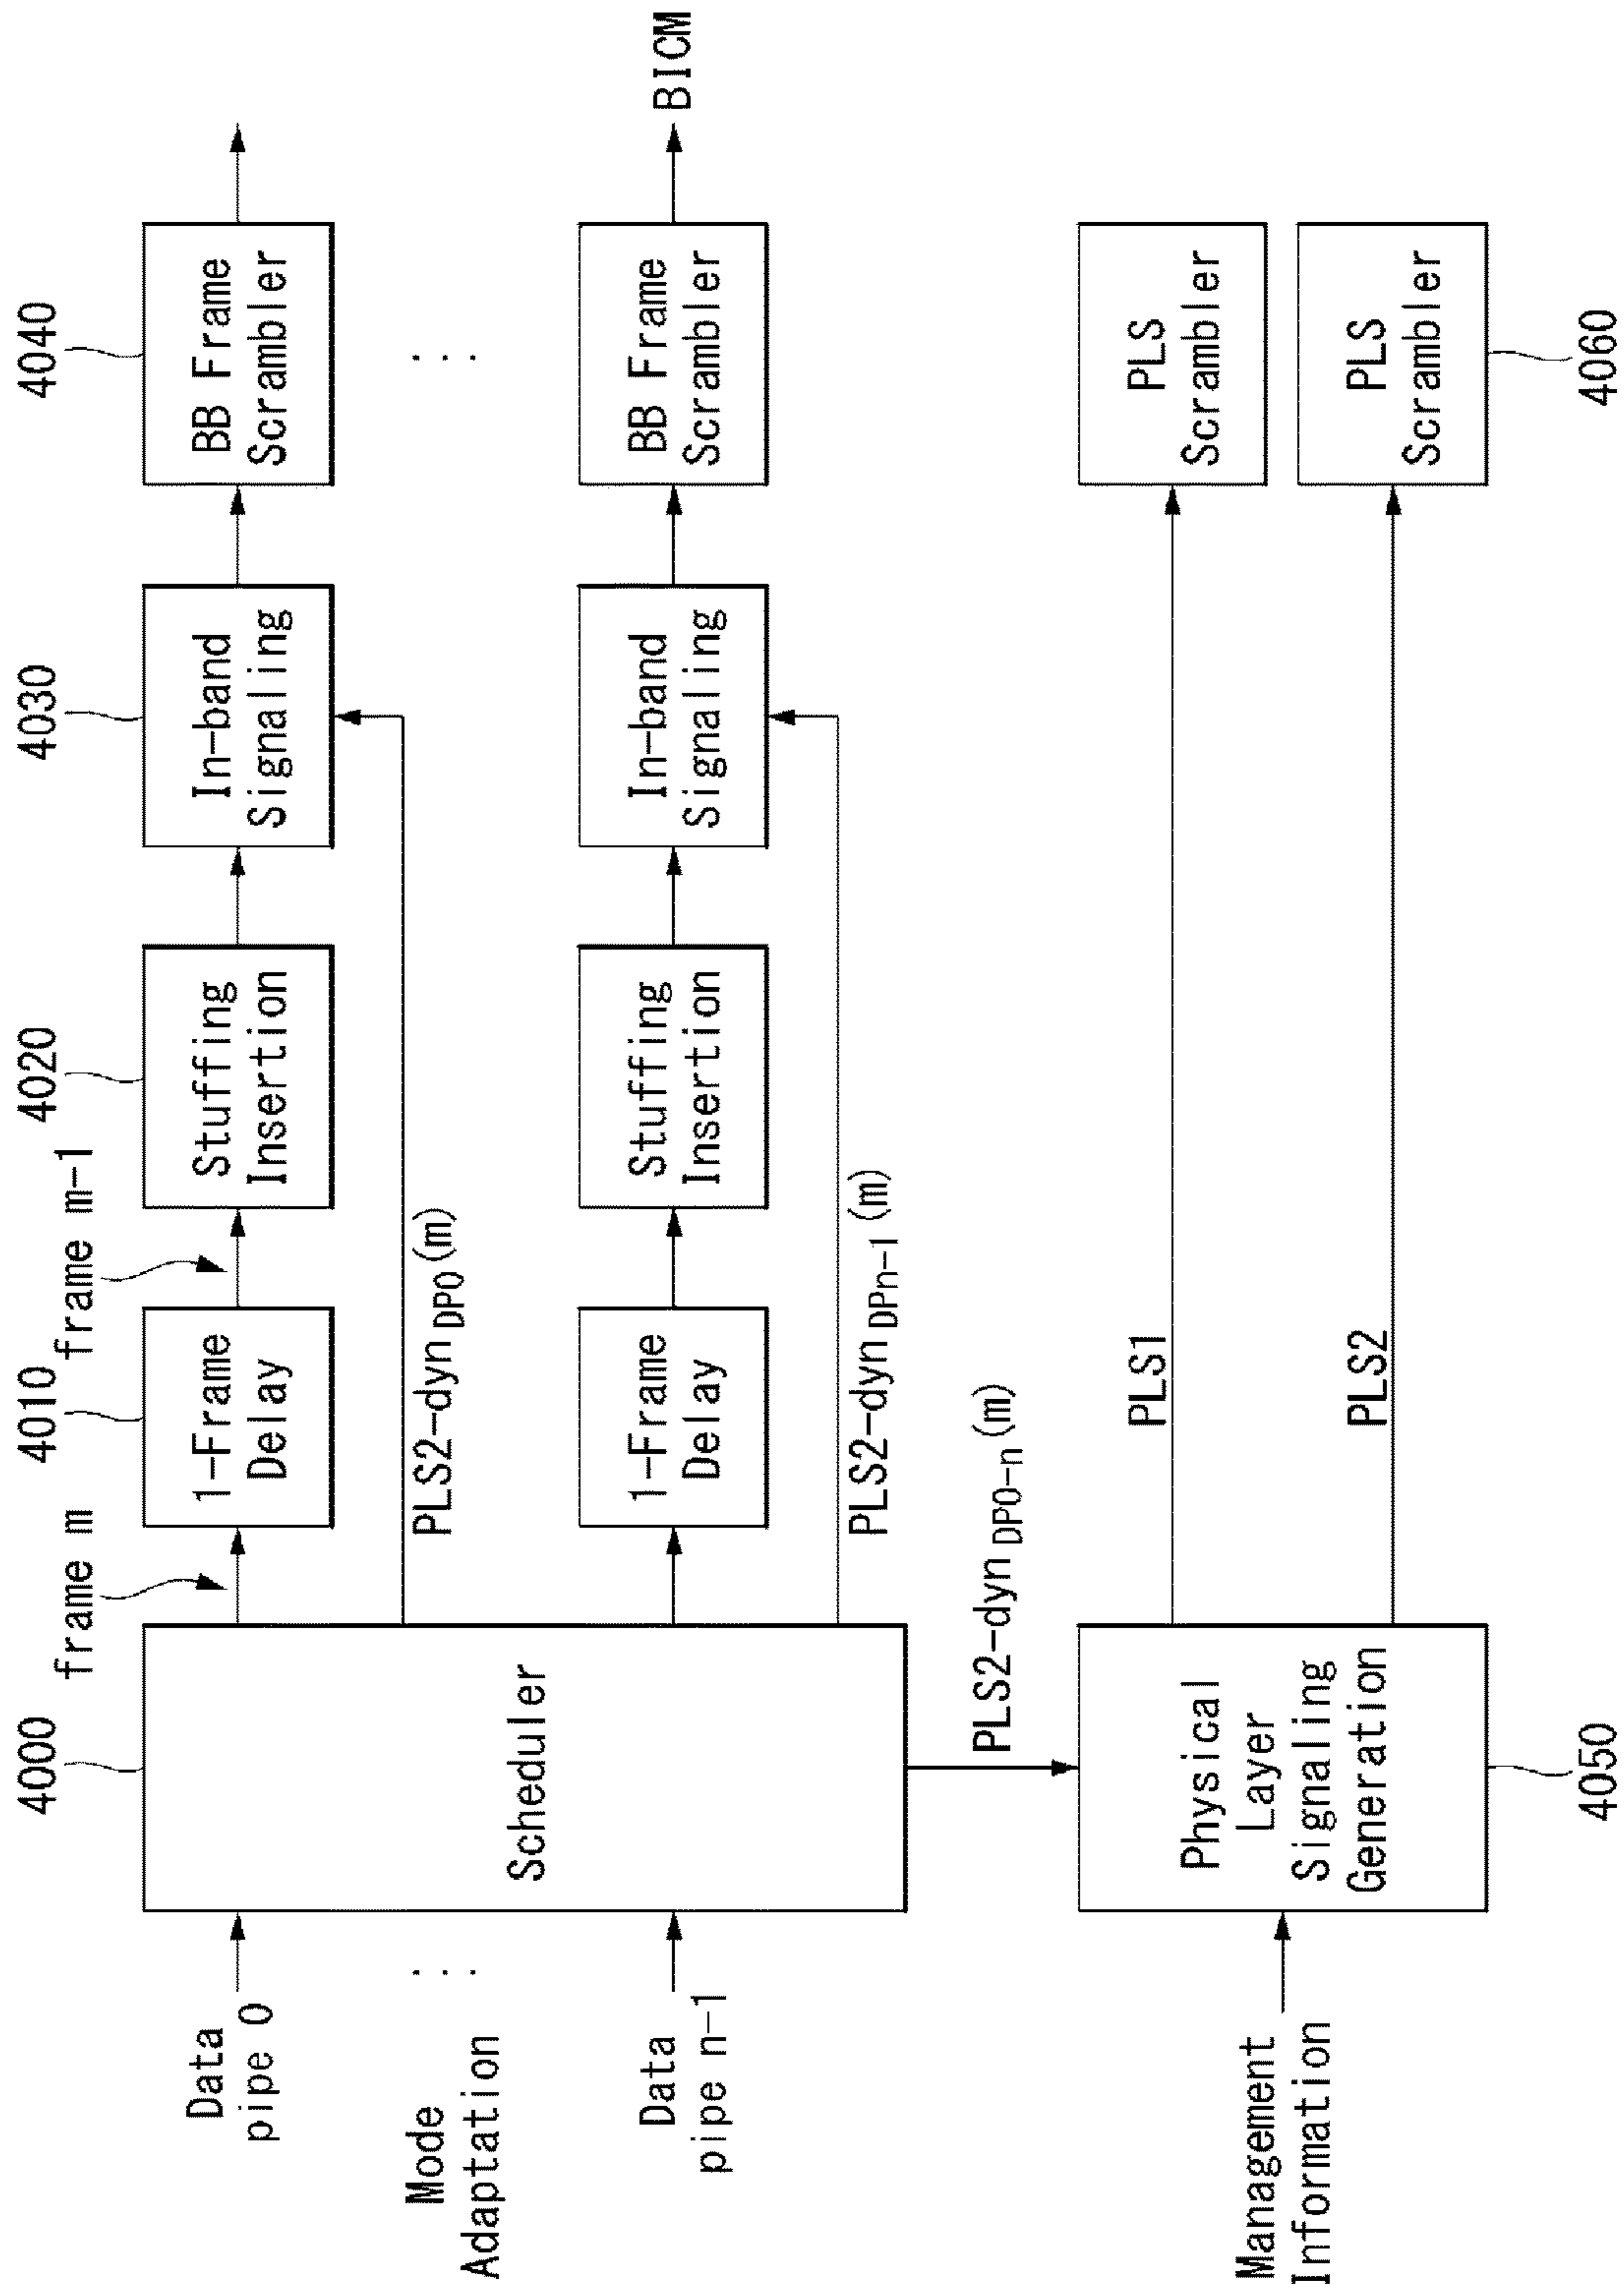 4000
frame m
4010
frame m-1
4020
4030
4040
Data
pipe 0
Mode
Adaptation
...
Data
pipe n-1
Scheduler
1-Frame
Delay
Stuffing
Insertion
In-band
Signaling
BB Frame
Scrambler
PLS2-dyn DP0 (m)
...
1-Frame
Delay
Stuffing
Insertion
In-band
Signaling
BB Frame
Scrambler
BICM
PLS2-dyn DPn-1 (m)
PLS2-dyn DP0-n (m)
Management
Information
Physical
Layer
Signaling
Generation
PLS1
PLS
Scrambler
PLS2
PLS
Scrambler
4050
4060